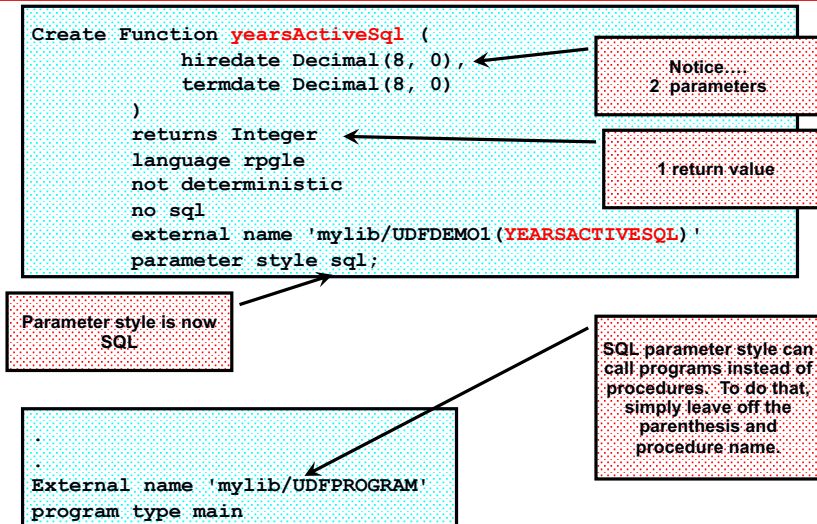 Create Function yearsActiveSql (
hiredate Decimal(8, 0),
termdate Decimal(8, 0)
)
returns Integer
language rpgle
not deterministic
no sql
external name 'mylib/UDFDEMO1(YEARSACTIVESQL)'
parameter style sql;
Notice....
2 parameters
1 return value
Parameter style is now
SQL
SQL parameter style can
call programs instead of
procedures. To do that,
simply leave off the
parenthesis and
procedure name.
.
.
External name 'mylib/UDFPROGRAM'
program type main